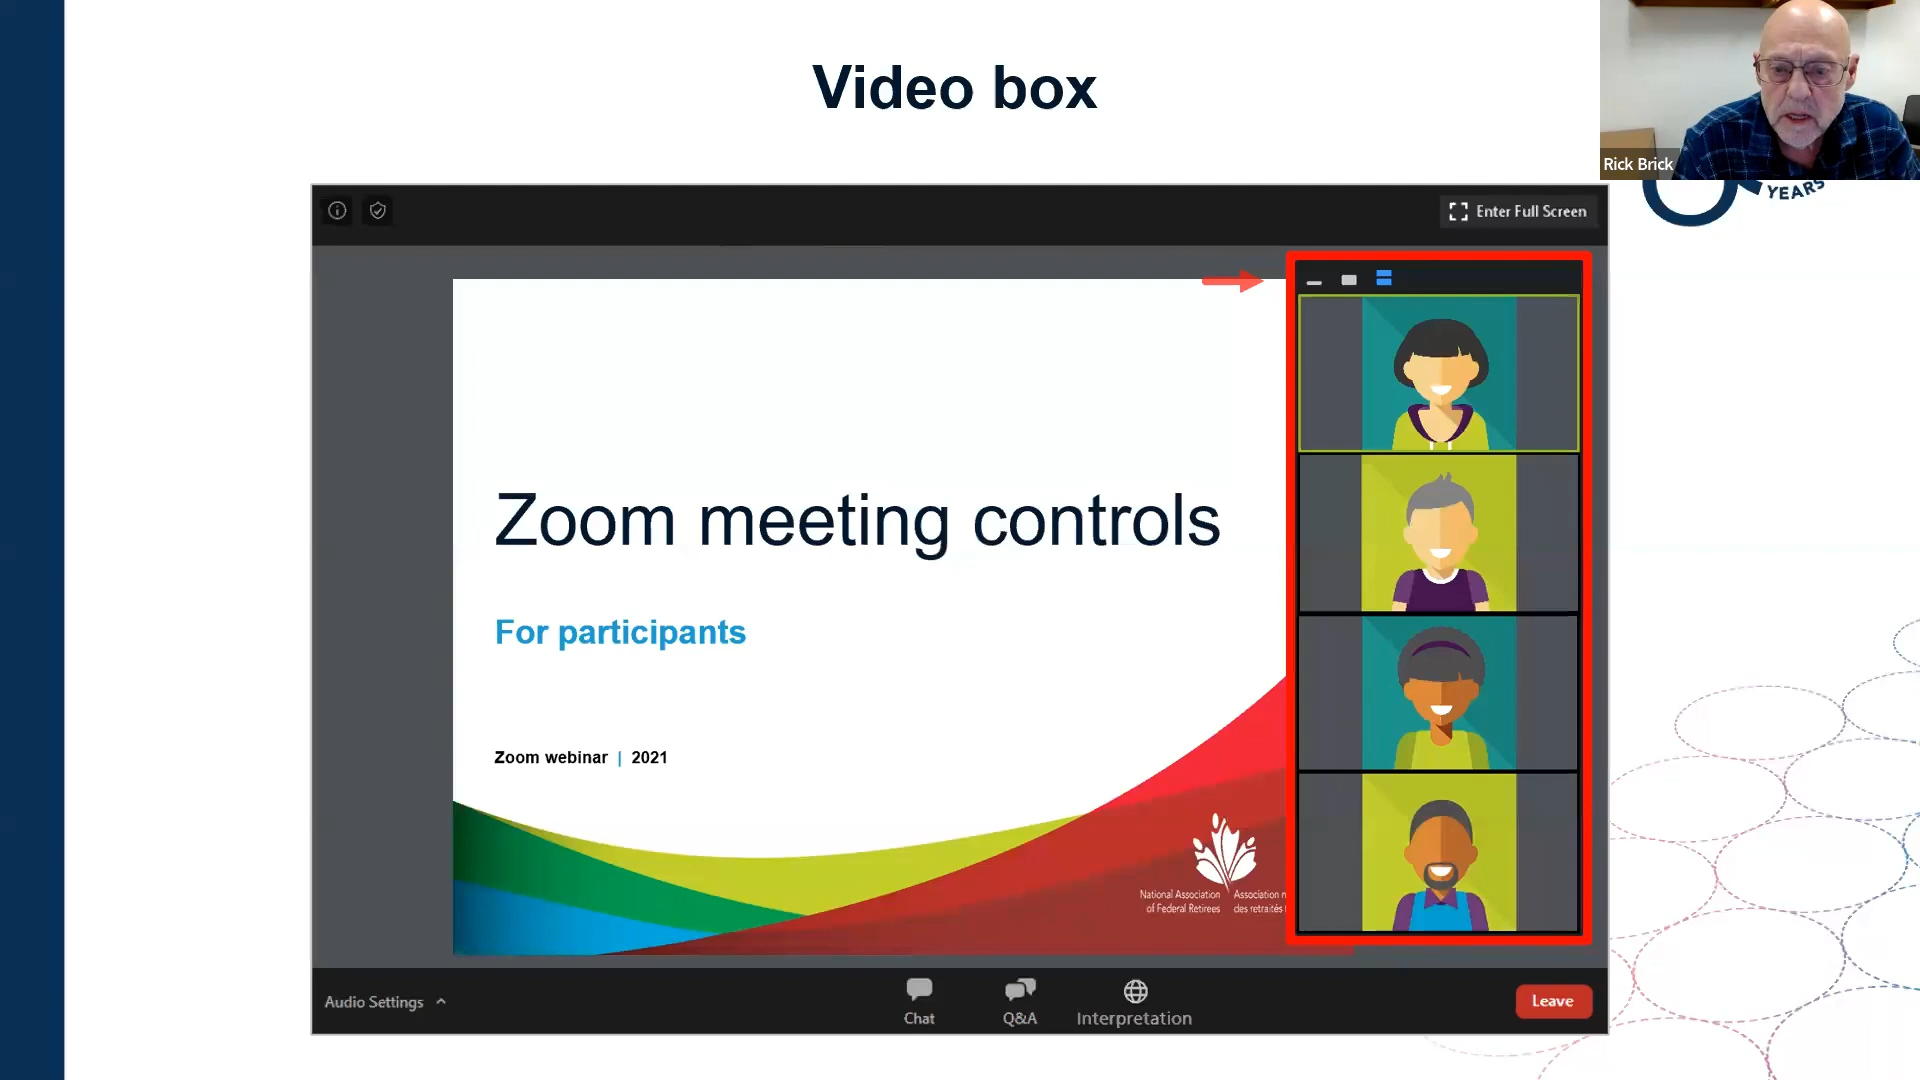 Video box
Rick Brick
YEARS
Enter Full Screen
Zoom meeting controls
For participants
Zoom webinar | 2021
National Association
of Federal Retirees
Association
des retraités
Audio Settings
Chat
Q&A
Interpretation
Leave